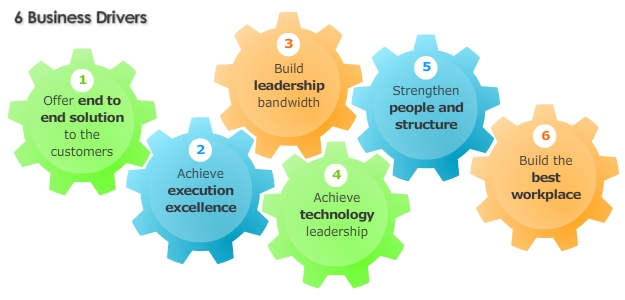 6 Business Drivers
1
Offer end to
end solution
to the
customers
2
Achieve
execution
excellence
3
Build
leadership
bandwidth
4
Achieve
technology
leadership
5
Strengthen
people and
structure
6
Build the
best
workplace